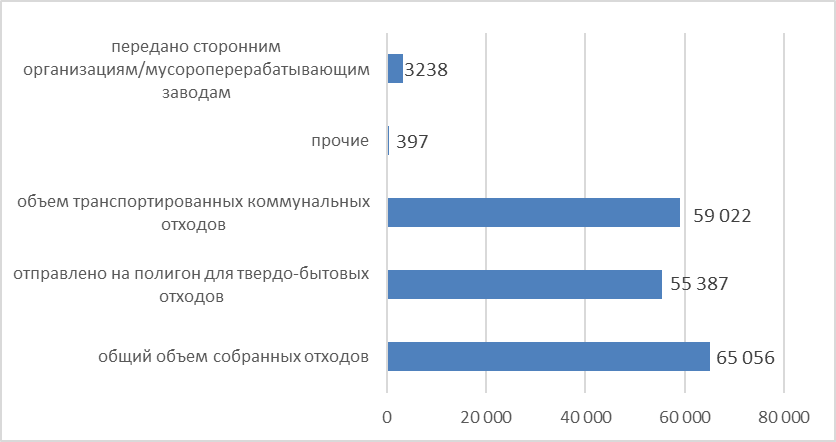 передано сторонним
организациям/мусороперерабатывающим
заводам
3238
прочие
397
объем транспортированных коммунальных
отходов
59 022
отправлено на полигон для твердо-бытовых
отходов
55 387
общий объем собранных отходов
65 056
0 20 000 40 000 60 000 80 000